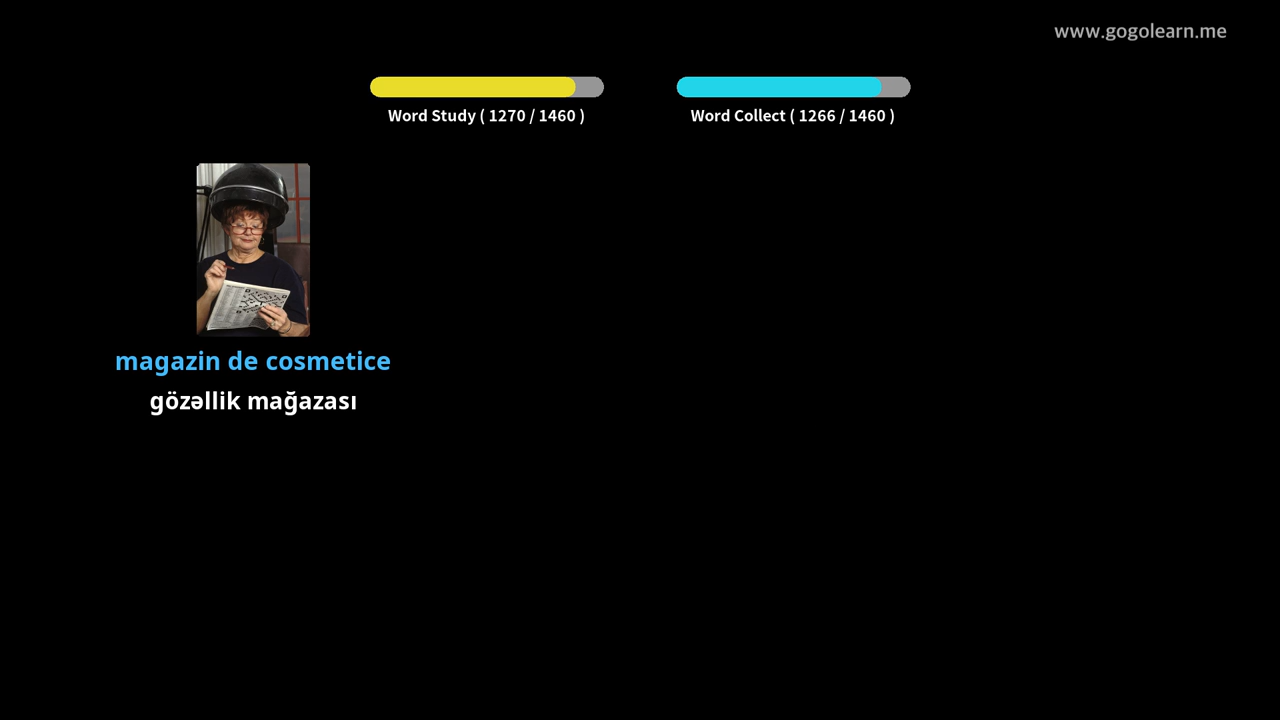 www.gogolearn.me
Word Study ( 1270 / 1460 )
Word Collect ( 1266 / 1460 )
magazin de cosmetice
gözəllik mağazası